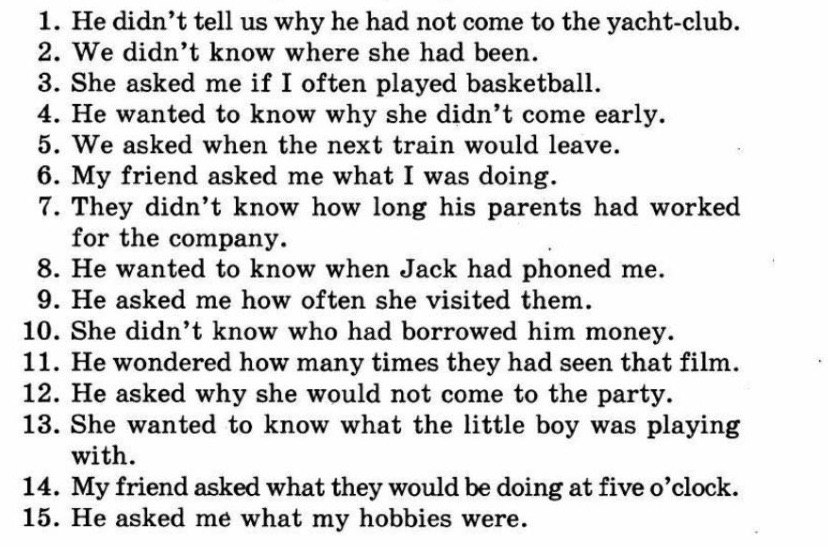 1. He didn’t tell us why he had not come to the yacht-club.
2. We didn’t know where she had been.
3. She asked me if I often played basketball.
4. He wanted to know why she didn’t come early.
5. We asked when the next train would leave.
6. My friend asked me what I was doing.
7. They didn’t know how long his parents had worked
for the company.
8. He wanted to know when Jack had phoned me.
9. He asked me how often she visited them.
10. She didn’t know who had borrowed him money.
11. He wondered how many times they had seen that film.
12. He asked why she would not come to the party.
13. She wanted to know what the little boy was playing
with.
14. My friend asked what they would be doing at five o’clock.
15. He asked me what my hobbies were.